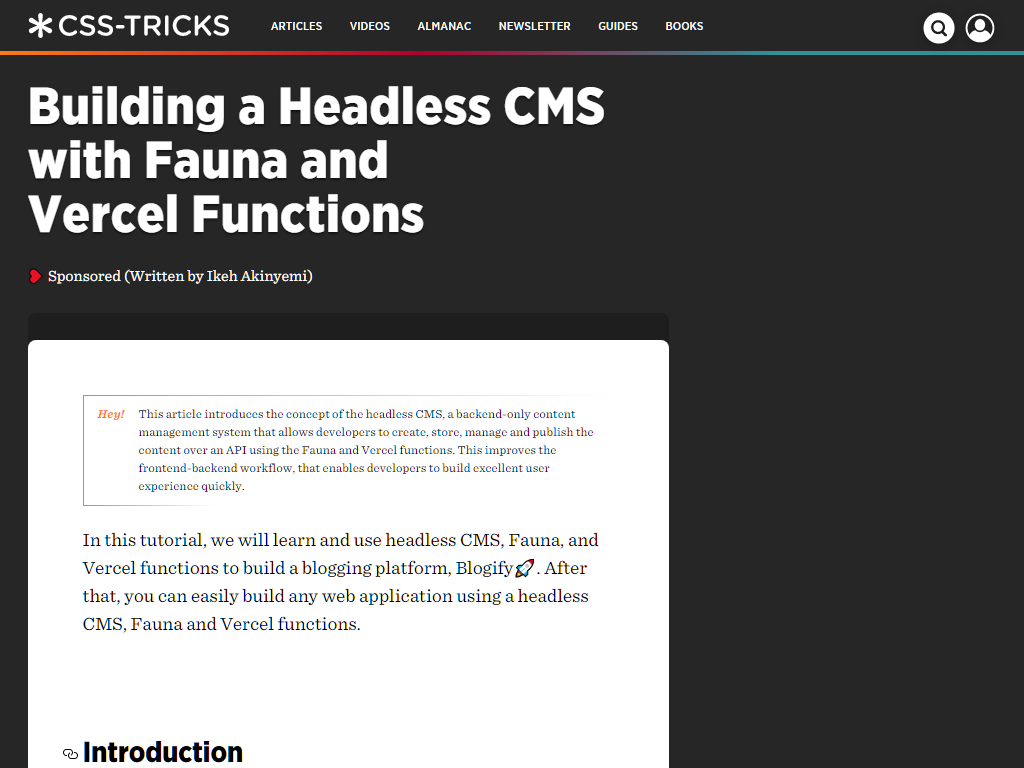 CSS-TRICKS
ARTICLES VIDEOS ALMANAC NEWSLETTER GUIDES BOOKS
Building a Headless CMS
with Fauna and
Vercel Functions
Sponsored (Written by Ikeh Akinyemi)
Hey! This article introduces the concept of the headless CMS, a backend-only content
management system that allows developers to create, store, manage and publish the
content over an API using the Fauna and Vercel functions. This improves the
frontend-backend workflow, that enables developers to build excellent user
experience quickly.
In this tutorial, we will learn and use headless CMS, Fauna, and
Vercel functions to build a blogging platform, Blogify🚀. After
that, you can easily build any web application using a headless
CMS, Fauna and Vercel functions.
Introduction